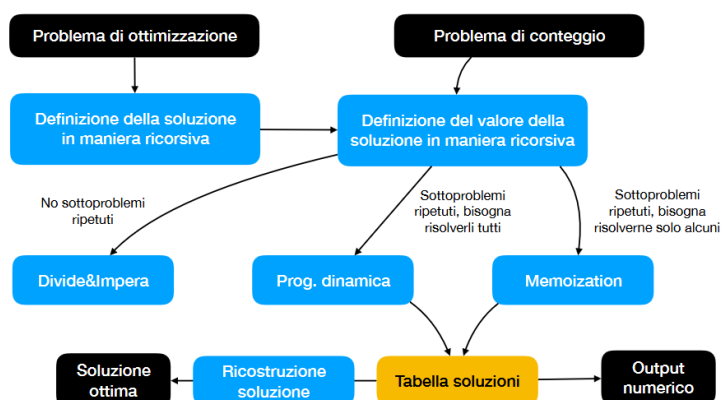 Problema di ottimizzazione
Problema di conteggio
Definizione della soluzione
in maniera ricorsiva
Definizione del valore della
soluzione in maniera ricorsiva
No sottoproblemi
ripetuti
Sottoproblemi
ripetuti, bisogna
risolverli tutti
Sottoproblemi
ripetuti, bisogna
risolverne solo alcuni
Divide&Impera
Prog. dinamica
Memoization
Soluzione
ottima
Ricostruzione
soluzione
Tabella soluzioni
Output
numerico